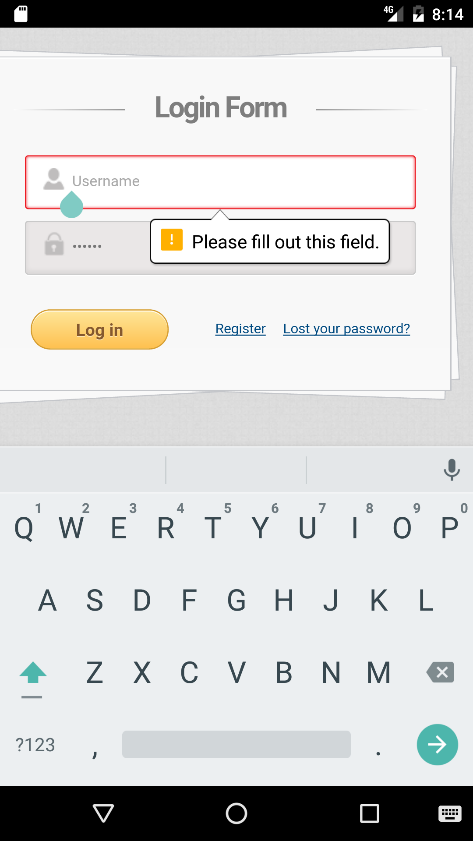 4G 8:14
Login Form
Username
Please fill out this field.
••••••
Log in Register Lost your password?
1 2 3 4 5 6 7 8 9 0
Q W E R T Y U I O P
A S D F G H J K L
Z X C V B N M
?123 , .